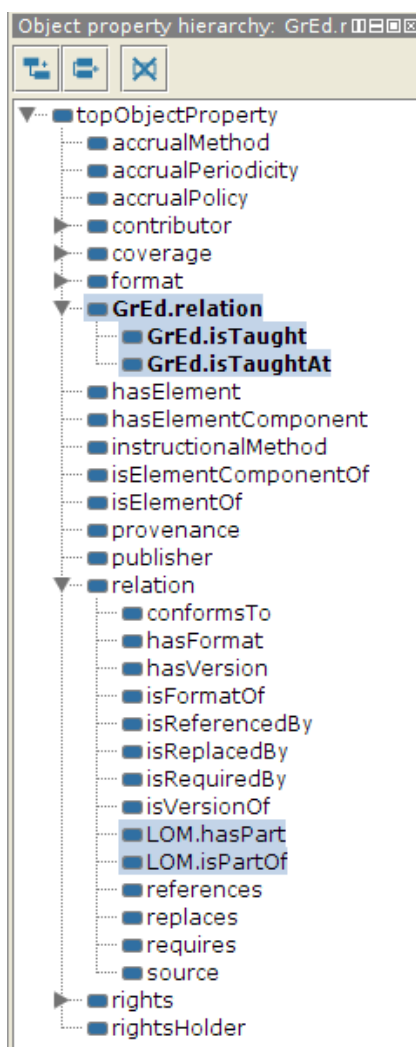 Object property hierarchy: GrEd.r
topObjectProperty
accrualMethod
accrualPeriodicity
accrualPolicy
contributor
coverage
format
GrEd.relation
GrEd.isTaught
GrEd.isTaughtAt
hasElement
hasElementComponent
instructionalMethod
isElementComponentOf
isElementOf
provenance
publisher
relation
conformsTo
hasFormat
hasVersion
isFormatOf
isReferencedBy
isReplacedBy
isRequiredBy
isVersionOf
LOM.hasPart
LOM.isPartOf
references
replaces
requires
source
rights
rightsHolder